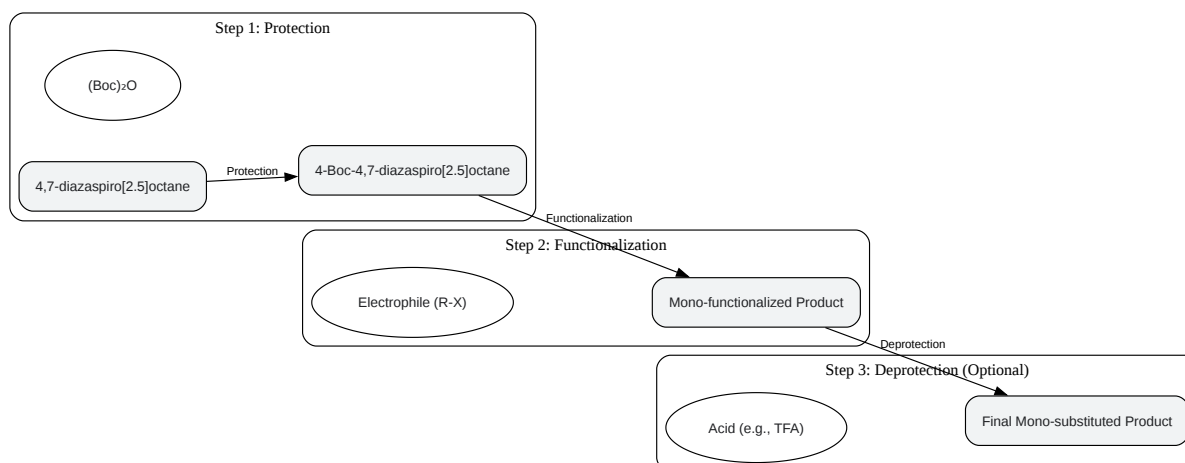 Step 1: Protection
(Boc)₂O
4,7-diazaspiro[2.5]octane
Protection
4-Boc-4,7-diazaspiro[2.5]octane
Functionalization
Step 2: Functionalization
Electrophile (R-X)
Mono-functionalized Product
Deprotection
Step 3: Deprotection (Optional)
Acid (e.g., TFA)
Final Mono-substituted Product